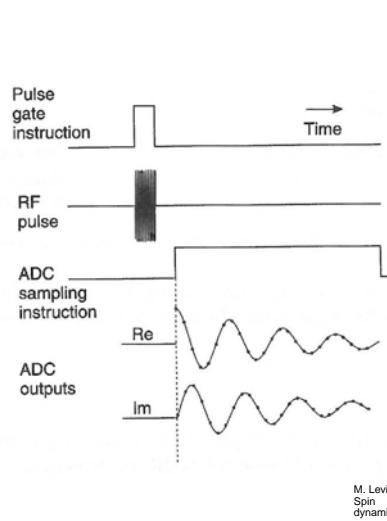 Pulse
gate
instruction
Time
RF
pulse
ADC
sampling
instruction
Re
ADC
outputs
Im
M. Levi
Spin
dynami